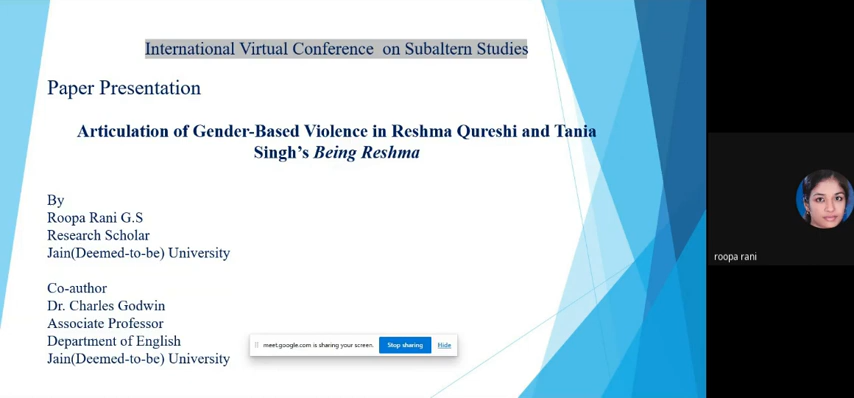 International Virtual Conference on Subaltern Studies
Paper Presentation
Articulation of Gender-Based Violence in Reshma Qureshi and Tania
Singh’s Being Reshma
By
Roopa Rani G.S
Research Scholar
Jain(Deemed-to-be) University
Co-author
Dr. Charles Godwin
Associate Professor
Department of English
Jain(Deemed-to-be) University
meet.google.com is sharing your screen. Stop sharing Hide
roopa rani